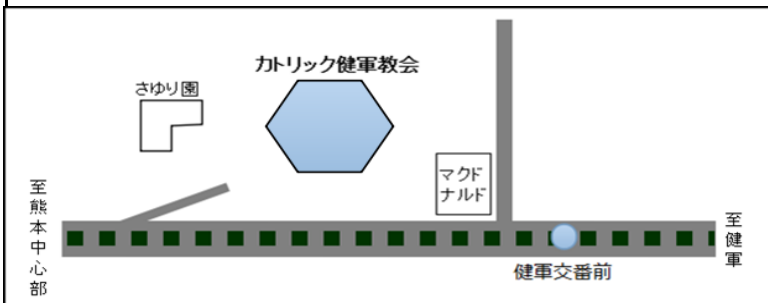 カトリック健軍教会
さゆり園
マクド
ナルド
至熊本中心部
至健軍
健軍交番前